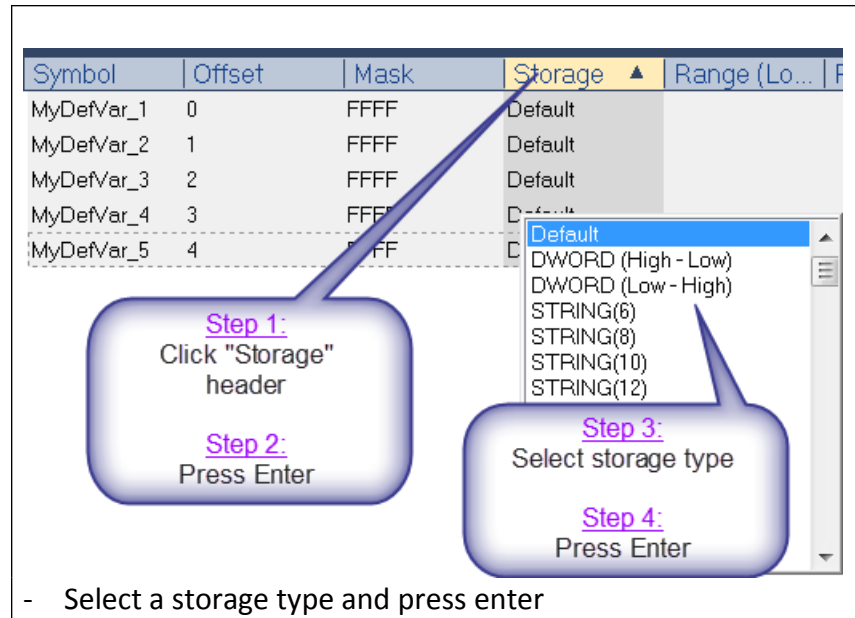 Symbol Offset Mask Storage ▲ Range (Lo...
MyDefVar_1 0 FFFF Default
MyDefVar_2 1 FFFF Default
MyDefVar_3 2 FFFF Default
MyDefVar_4 3
MyDefVar_5 4
Default
DWORD (High - Low)
DWORD (Low - High)
STRING(6)
STRING(8)
STRING(10)
STRING(12)
Step 1:
Click "Storage"
header
Step 2:
Press Enter
Step 3:
Select storage type
Step 4:
Press Enter
- Select a storage type and press enter